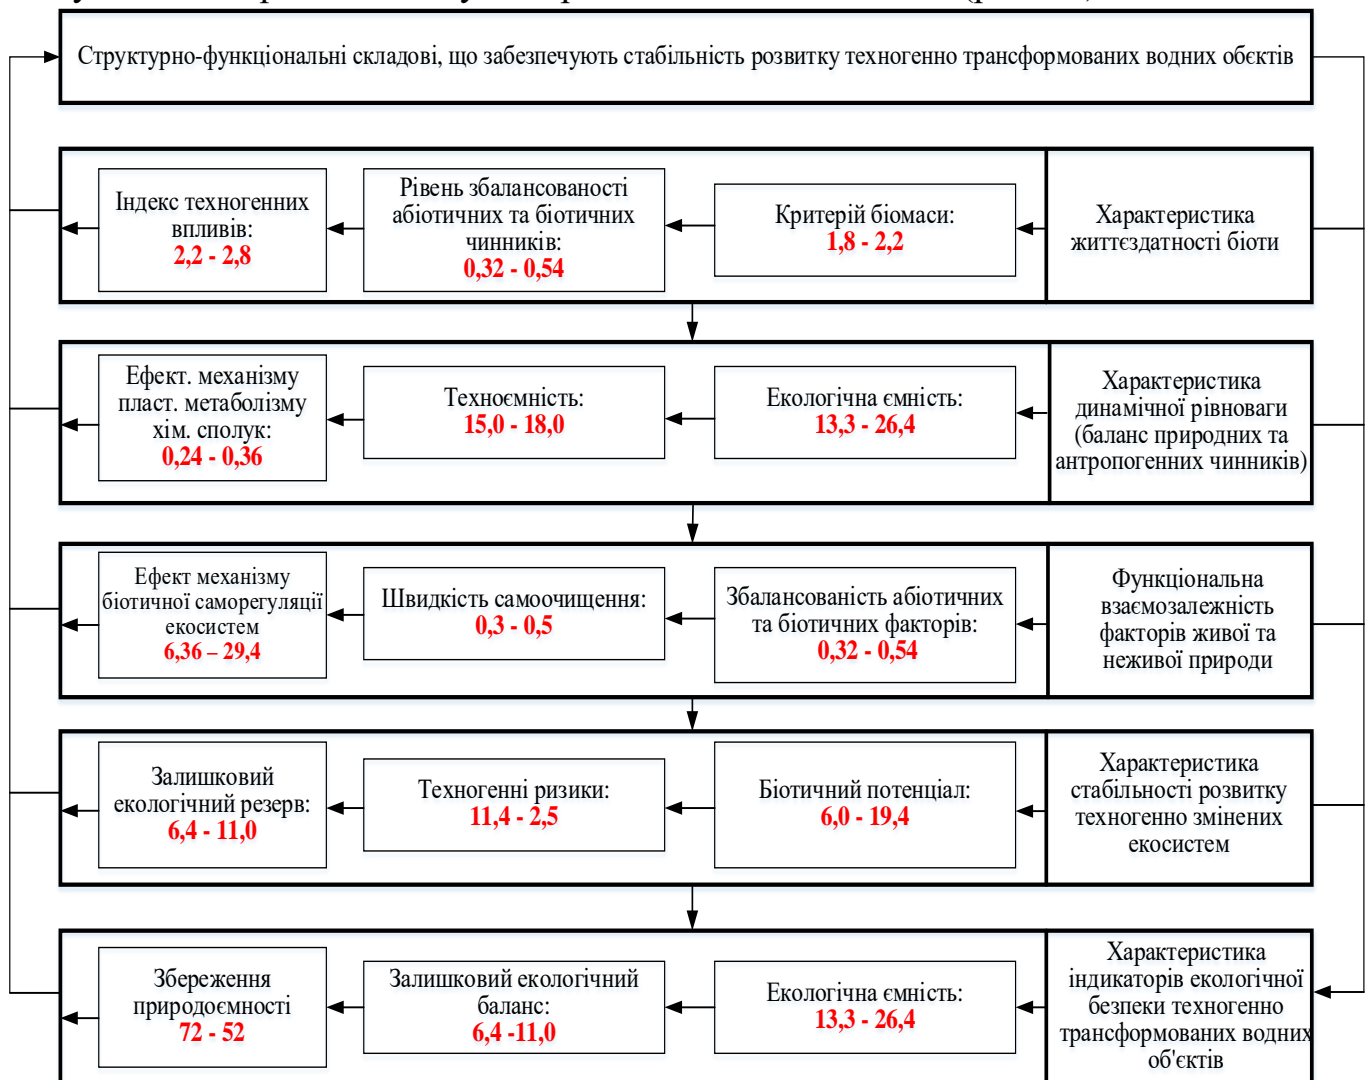 Структурно-функціональні складові, що забезпечують стабільність розвитку техногенно трансформованих водних обєктів
Індекс техногенних
впливів:
2,2 - 2,8
Рівень збалансованості
абіотичних та біотичних
чинників:
0,32 - 0,54
Критерій біомаси:
1,8 - 2,2
Характеристика
життєздатності біоти
Ефект. механізму
пласт. метаболізму
хім. сполук:
0,24 - 0,36
Техноємність:
15,0 - 18,0
Екологічна ємність:
13,3 - 26,4
Характеристика
динамічної рівноваги
(баланс природних та
антропогенних чинників)
Ефект механізму
біотичної саморегуляції
екосистем
6,36 – 29,4
Швидкість самоочищення:
0,3 - 0,5
Збалансованість абіотичних
та біотичних факторів:
0,32 - 0,54
Функціональна
взаємозалежність
факторів живої та
неживої природи
Залишковий
екологічний резерв:
6,4 - 11,0
Техногенні ризики:
11,4 - 2,5
Біотичний потенціал:
6,0 - 19,4
Характеристика
стабільності розвитку
техногенно змінених
екосистем
Збереження
природоємності
72 - 52
Залишковий екологічний
баланс:
6,4 -11,0
Екологічна ємність:
13,3 - 26,4
Характеристика
індикаторів екологічної
безпеки техногенно
трансформованих водних
об'єктів